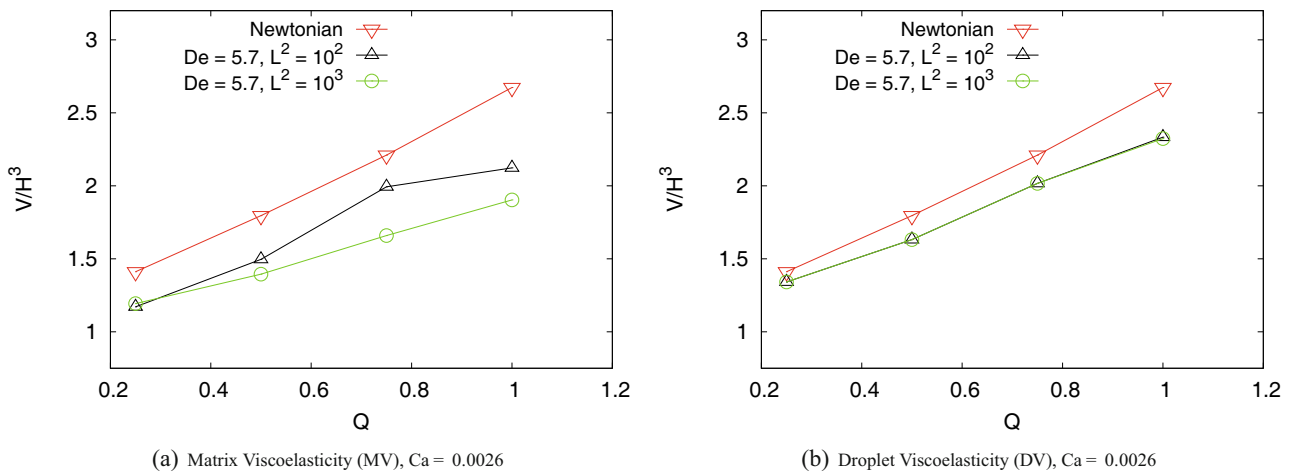 3
2.5
2
1.5
1
V/H³
Newtonian
De = 5.7, L² = 10²
De = 5.7, L² = 10³
0.2 0.4 0.6 0.8 1 1.2
Q
(a) Matrix Viscoelasticity (MV), Ca = 0.0026
3
2.5
2
1.5
1
V/H³
Newtonian
De = 5.7, L² = 10²
De = 5.7, L² = 10³
0.2 0.4 0.6 0.8 1 1.2
Q
(b) Droplet Viscoelasticity (DV), Ca = 0.0026